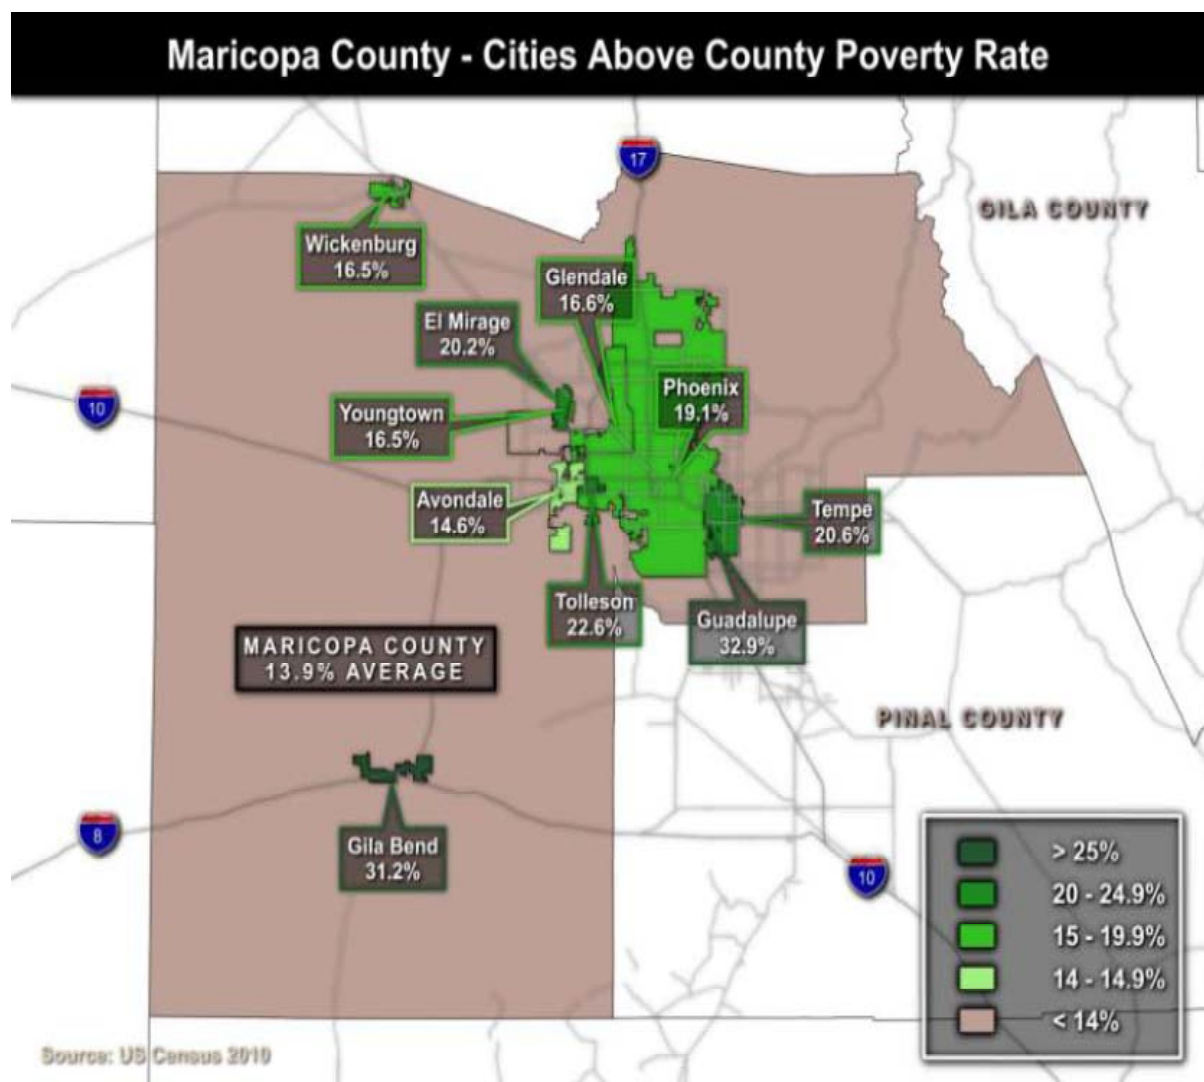 Maricopa County - Cities Above County Poverty Rate
17
GILA COUNTY
Wickenburg
16.5%
Glendale
16.6%
El Mirage
20.2%
Phoenix
19.1%
10
Youngtown
16.5%
Avondale
14.6%
Tempe
20.6%
Tolleson
22.6%
Guadalupe
32.9%
MARICOPA COUNTY
13.9% AVERAGE
PINAL COUNTY
8
Gila Bend
31.2%
10
> 25%
20 - 24.9%
15 - 19.9%
14 - 14.9%
< 14%
Source: US Census 2010